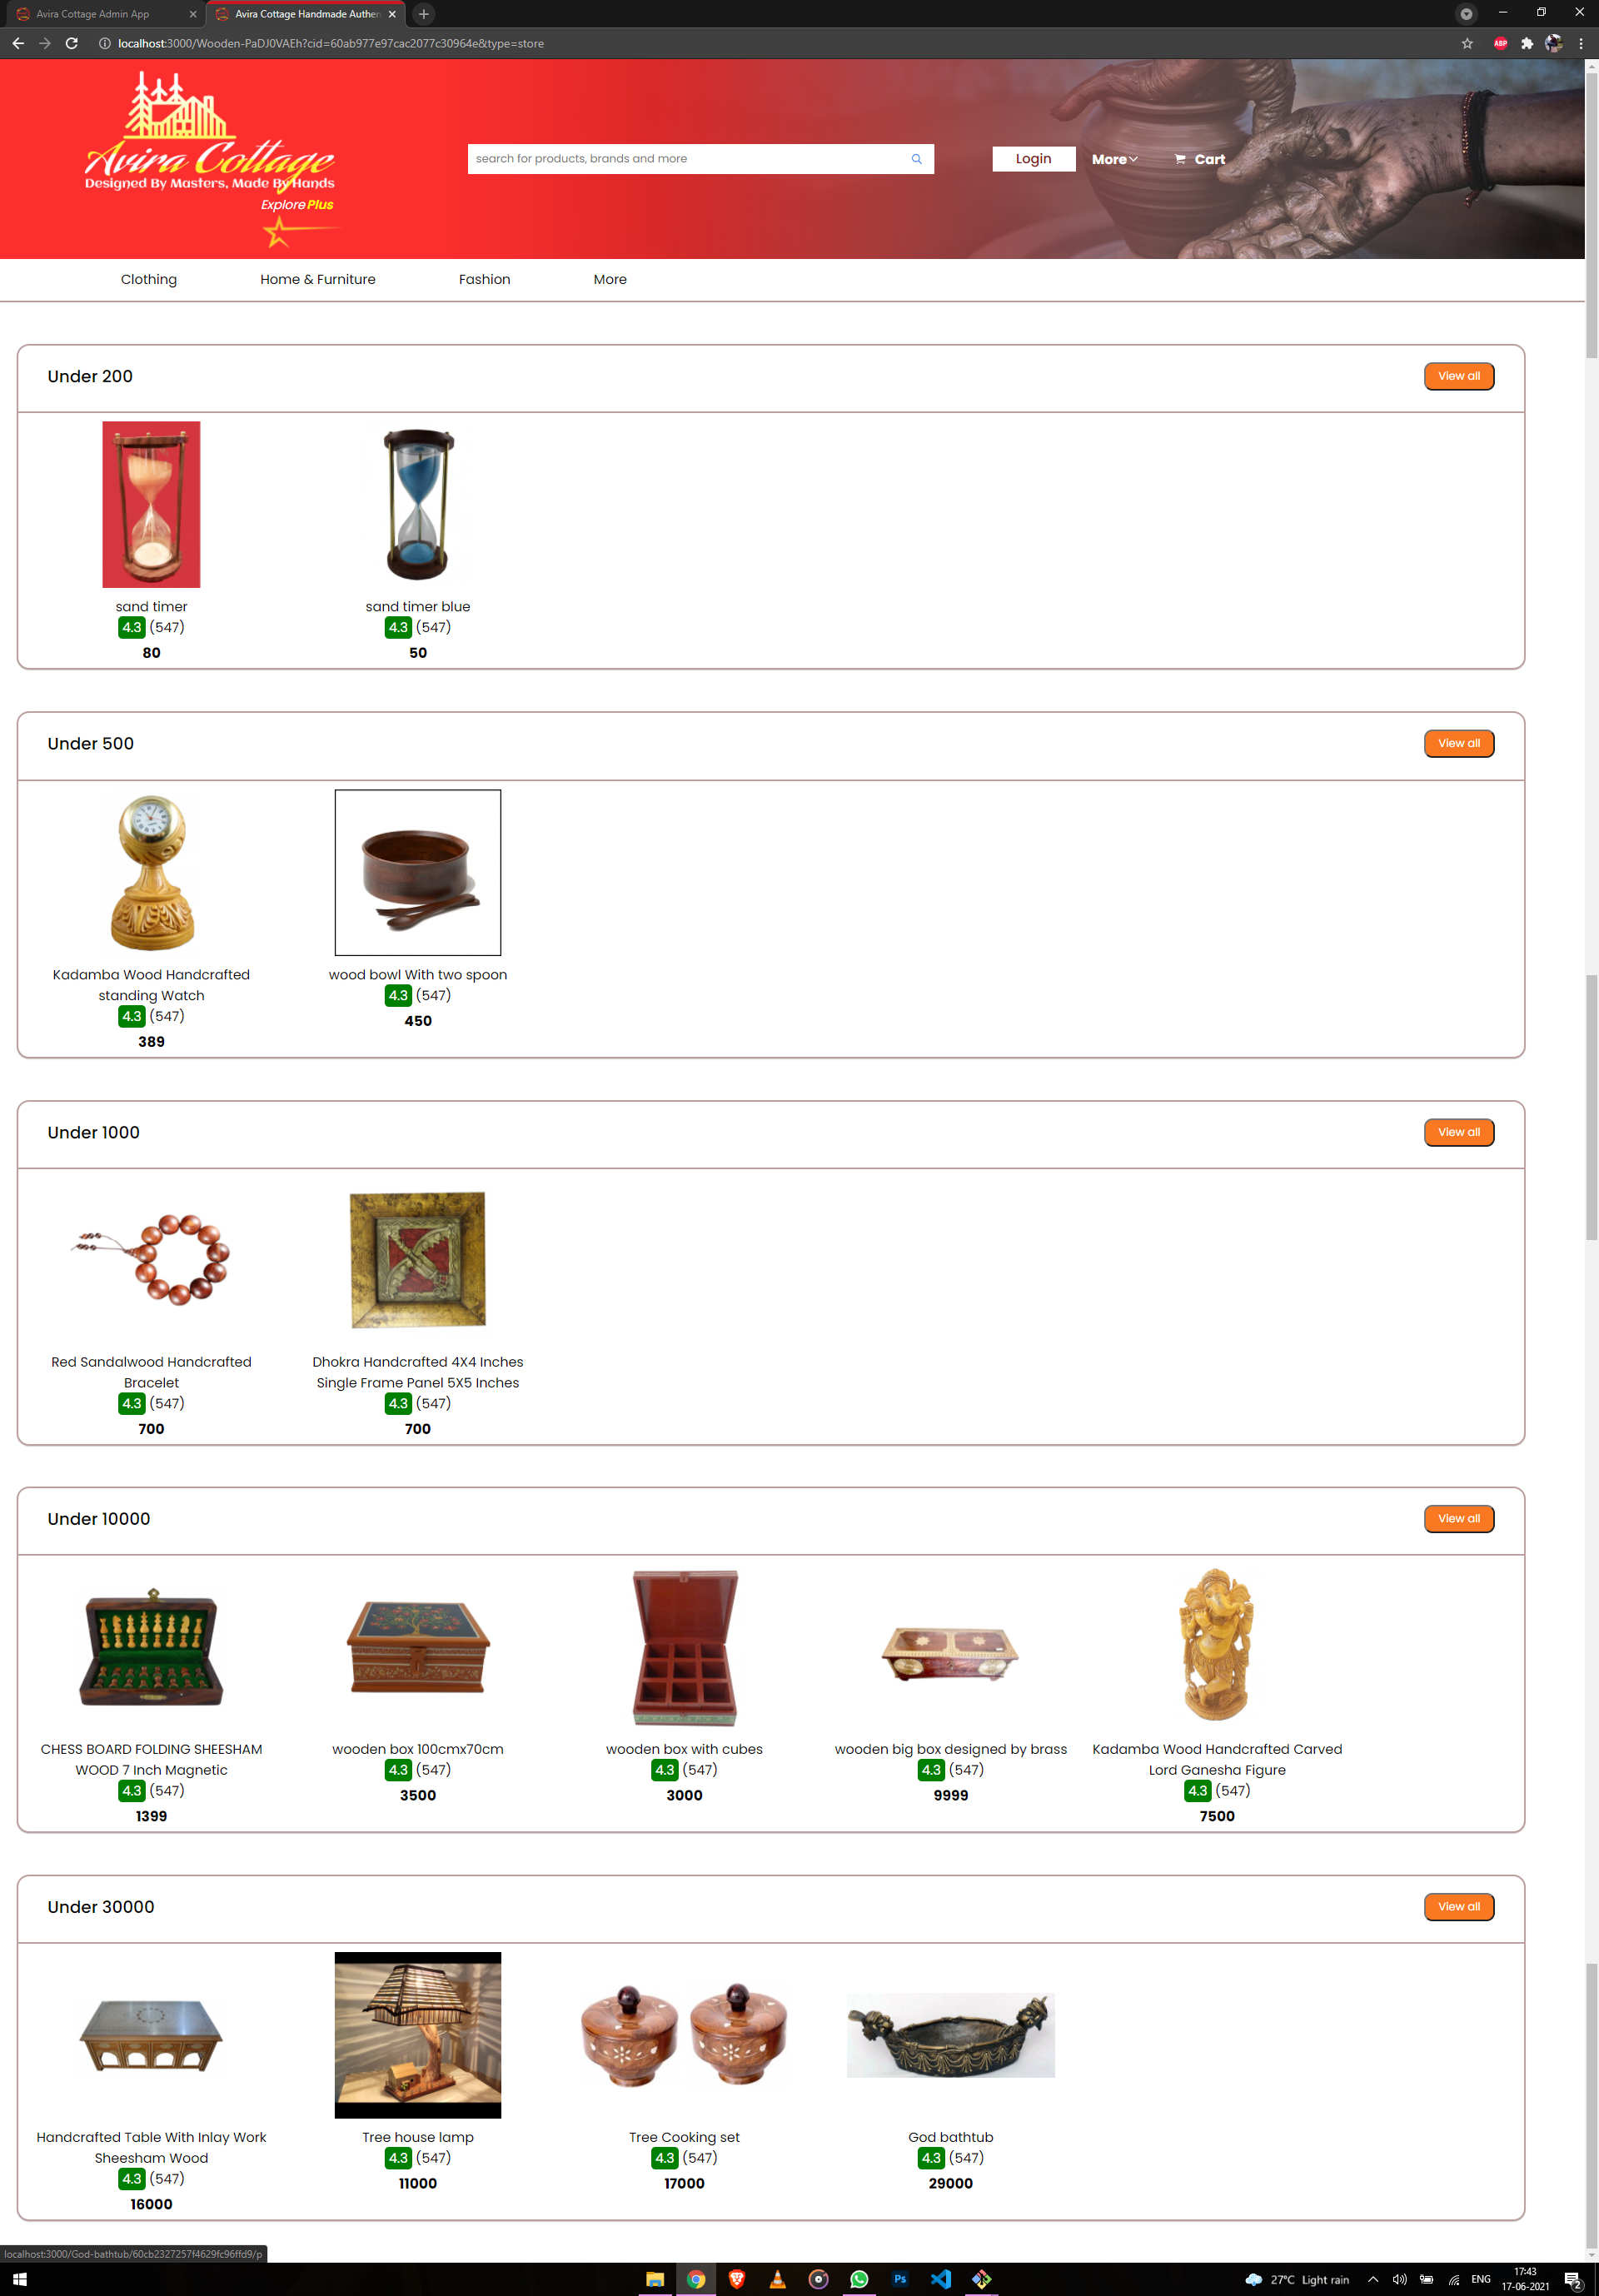 Avira Cottage Admin App
Avira Cottage Handmade Authen
localhost:3000/Wooden-PaDJ0VAEh?cid=60ab977e97cac2077c30964e&type=store
ABP
Avira Cottage
Designed By Masters, Made By Hands
Explore Plus
search for products, brands and more
Login
More
Cart
Clothing
Home & Furniture
Fashion
More
Under 200
View all
sand timer
4.3 (547)
80
sand timer blue
4.3 (547)
50
Under 500
View all
Kadamba Wood Handcrafted
standing Watch
4.3 (547)
389
wood bowl With two spoon
4.3 (547)
450
Under 1000
View all
Red Sandalwood Handcrafted
Bracelet
4.3 (547)
700
Dhokra Handcrafted 4X4 Inches
Single Frame Panel 5X5 Inches
4.3 (547)
700
Under 10000
View all
CHESS BOARD FOLDING SHEESHAM
WOOD 7 Inch Magnetic
4.3 (547)
1399
wooden box 100cmx70cm
4.3 (547)
3500
wooden box with cubes
4.3 (547)
3000
wooden big box designed by brass
4.3 (547)
9999
Kadamba Wood Handcrafted Carved
Lord Ganesha Figure
4.3 (547)
7500
Under 30000
View all
Handcrafted Table With Inlay Work
Sheesham Wood
4.3 (547)
16000
Tree house lamp
4.3 (547)
11000
Tree Cooking set
4.3 (547)
17000
God bathtub
4.3 (547)
29000
localhost:3000/God-bathtub/60cb2327257f4629fc96ffd9/p
Ps
27°C Light rain
ENG
17:43
17-06-2021
2